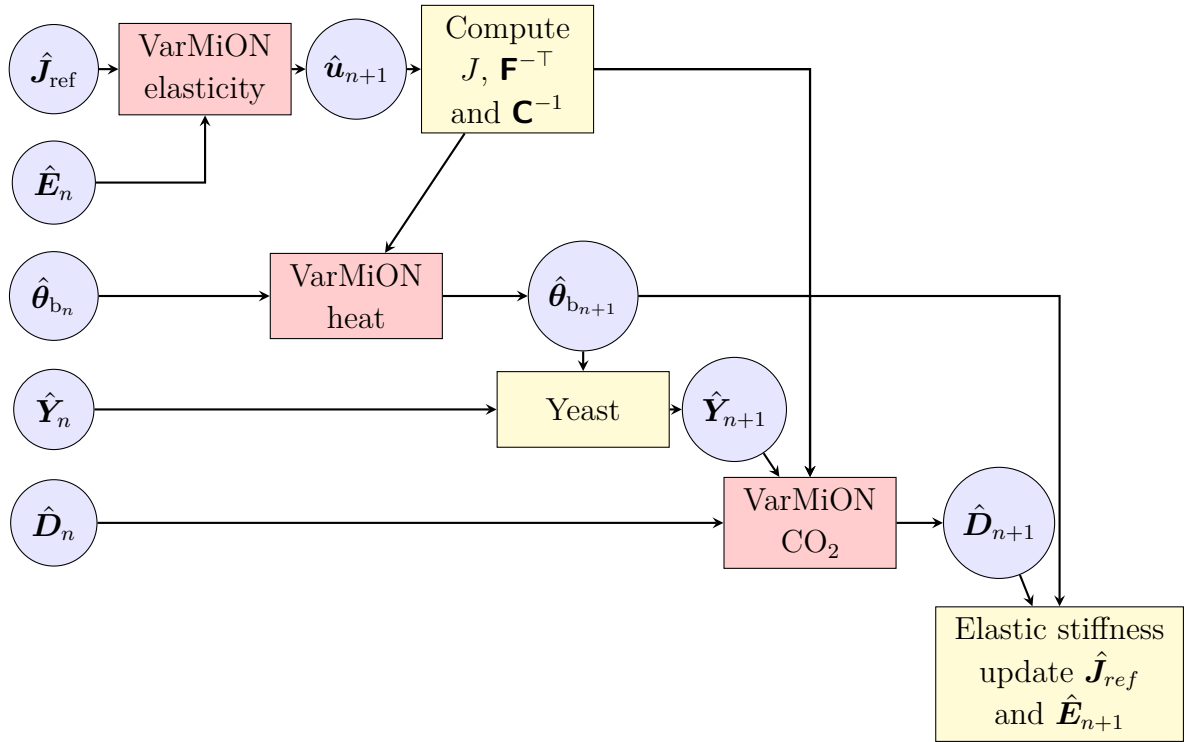 Ĵ_ref
VarMiON
elasticity
û_{n+1}
Compute
J, F^{-⊤}
and C^{-1}
Ê_n
θ̂_{b_n}
VarMiON
heat
θ̂_{b_{n+1}}
Ŷ_n
Yeast
Ŷ_{n+1}
D̂_n
VarMiON
CO₂
D̂_{n+1}
Elastic stiffness
update Ĵ_{ref}
and Ê_{n+1}